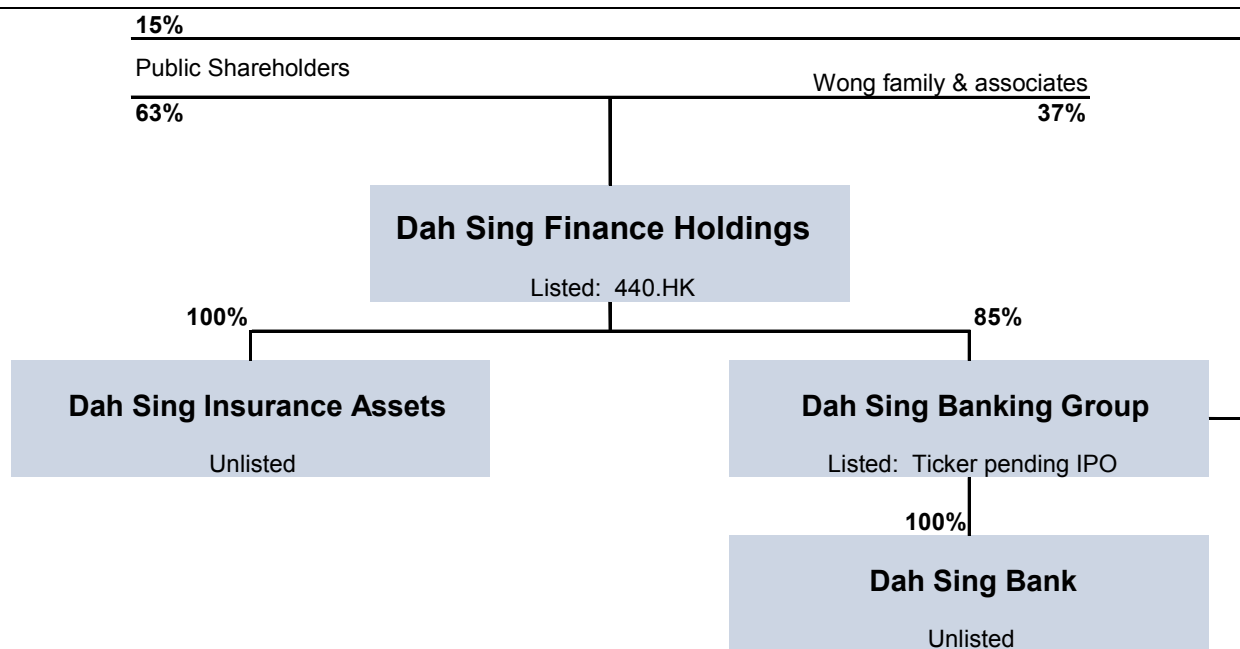 15%
Public Shareholders
Wong family & associates
63%
37%
Dah Sing Finance Holdings
Listed: 440.HK
100%
85%
Dah Sing Insurance Assets
Unlisted
Dah Sing Banking Group
Listed: Ticker pending IPO
100%
Dah Sing Bank
Unlisted